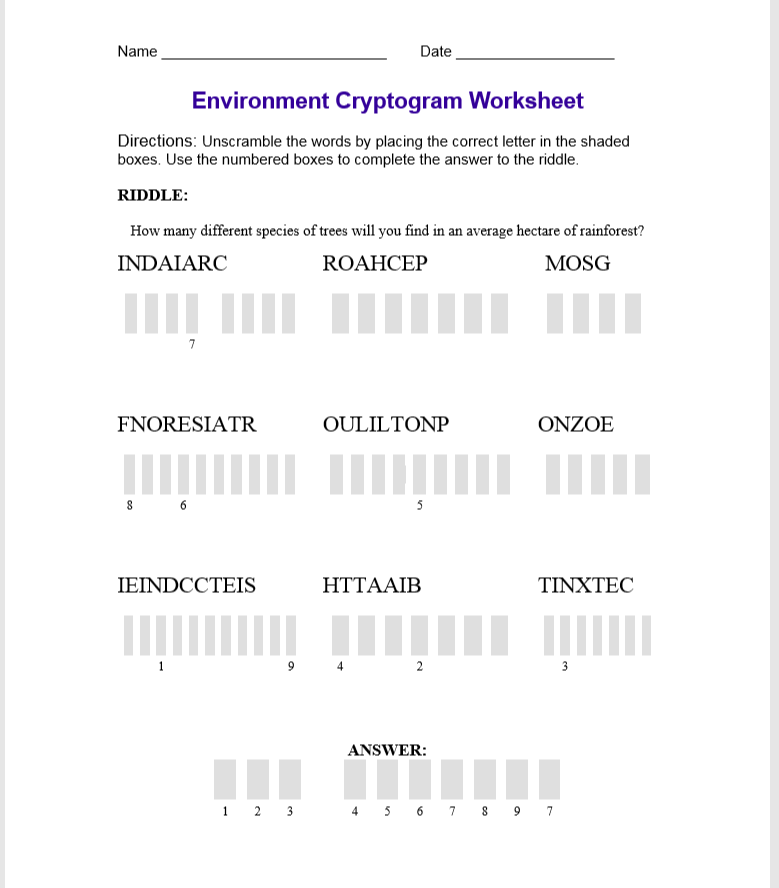 Name Date
Environment Cryptogram Worksheet
Directions: Unscramble the words by placing the correct letter in the shaded
boxes. Use the numbered boxes to complete the answer to the riddle.
RIDDLE:
How many different species of trees will you find in an average hectare of rainforest?
INDAIARC ROAHCEP MOSG
7
FNORESIATR OULILTONP ONZOE
8 6 5
IEINDCCTEIS HTTAAIB TINXTEC
1 9 4 2 3
ANSWER:
1 2 3 4 5 6 7 8 9 7